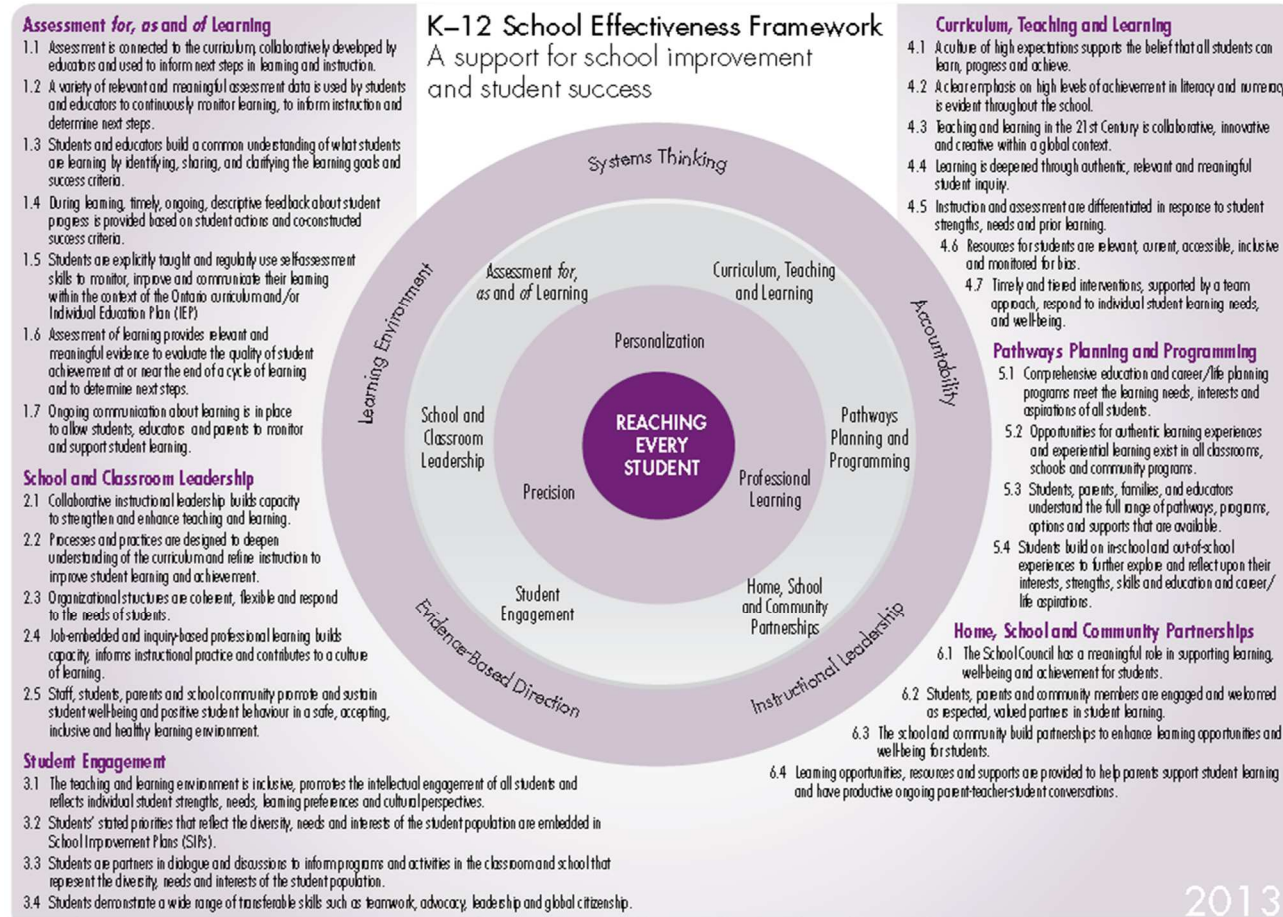 K–12 School Effectiveness Framework
A support for school improvement
and student success
Assessment for, as and of Learning
1.1 Assessment is connected to the curriculum, collaboratively developed by
educators and used to inform next steps in learning and instruction.
1.2 A variety of relevant and meaningful assessment data is used by students
and educators to continuously monitor learning, to inform instruction and
determine next steps.
1.3 Students and educators build a common understanding of what students
are learning by identifying, sharing, and clarifying the learning goals and
success criteria.
1.4 During learning, timely, ongoing, descriptive feedback about student
progress is provided based on student actions and co-constructed
success criteria.
1.5 Students are explicitly taught and regularly use self-assessment
skills to monitor, improve and communicate their learning
within the context of the Ontario curriculum and/or
Individual Education Plan (IEP)
1.6 Assessment of learning provides relevant and
meaningful evidence to evaluate the quality of student
achievement at or near the end of a cycle of learning
and to determine next steps.
1.7 Ongoing communication about learning is in place
to allow students, educators and parents to monitor
and support student learning.
School and Classroom Leadership
2.1 Collaborative instructional leadership builds capacity
to strengthen and enhance teaching and learning.
2.2 Processes and practices are designed to deepen
understanding of the curriculum and refine instruction to
improve student learning and achievement.
2.3 Organizational structures are coherent, flexible and respond
to the needs of students.
2.4 Job-embedded and inquiry-based professional learning builds
capacity, informs instructional practice and contributes to a culture
of learning.
2.5 Staff, students, parents and school community promote and sustain
student well-being and positive student behaviour in a safe, accepting,
inclusive and healthy learning environment.
Student Engagement
3.1 The teaching and learning environment is inclusive, promotes the intellectual engagement of all students and
reflects individual student strengths, needs, learning preferences and cultural perspectives.
3.2 Students' stated priorities that reflect the diversity, needs and interests of the student population are embedded in
School Improvement Plans (SIPs).
3.3 Students are partners in dialogue and discussions to inform programs and activities in the classroom and school that
represent the diversity, needs and interests of the student population.
3.4 Students demonstrate a wide range of transferable skills such as teamwork, advocacy, leadership and global citizenship.
Systems Thinking
Learning Environment
Accountability
Evidence-Based Direction
Instructional Leadership
Assessment for,
as and of Learning
Curriculum, Teaching
and Learning
School and
Classroom
Leadership
Pathways
Planning and
Programming
Student
Engagement
Home, School
and Community
Partnerships
Personalization
Precision
Professional
Learning
REACHING
EVERY
STUDENT
Curriculum, Teaching and Learning
4.1 A culture of high expectations supports the belief that all students can
learn, progress and achieve.
4.2 A clear emphasis on high levels of achievement in literacy and numeracy
is evident throughout the school.
4.3 Teaching and learning in the 21st Century is collaborative, innovative
and creative within a global context.
4.4 Learning is deepened through authentic, relevant and meaningful
student inquiry.
4.5 Instruction and assessment are differentiated in response to student
strengths, needs and prior learning.
4.6 Resources for students are relevant, current, accessible, inclusive
and monitored for bias.
4.7 Timely and tiered interventions, supported by a team
approach, respond to individual student learning needs,
and well-being.
Pathways Planning and Programming
5.1 Comprehensive education and career/life planning
programs meet the learning needs, interests and
aspirations of all students.
5.2 Opportunities for authentic learning experiences
and experiential learning exist in all classrooms,
schools and community programs.
5.3 Students, parents, families, and educators
understand the full range of pathways, programs,
options and supports that are available.
5.4 Students build on in-school and out-of-school
experiences to further explore and reflect upon their
interests, strengths, skills and education and career/
life aspirations.
Home, School and Community Partnerships
6.1 The School Council has a meaningful role in supporting learning,
well-being and achievement for students.
6.2 Students, parents and community members are engaged and welcomed
as respected, valued partners in student learning.
6.3 The school and community build partnerships to enhance learning opportunities and
well-being for students.
6.4 Learning opportunities, resources and supports are provided to help parents support student learning
and have productive ongoing parent-teacher-student conversations.
2013